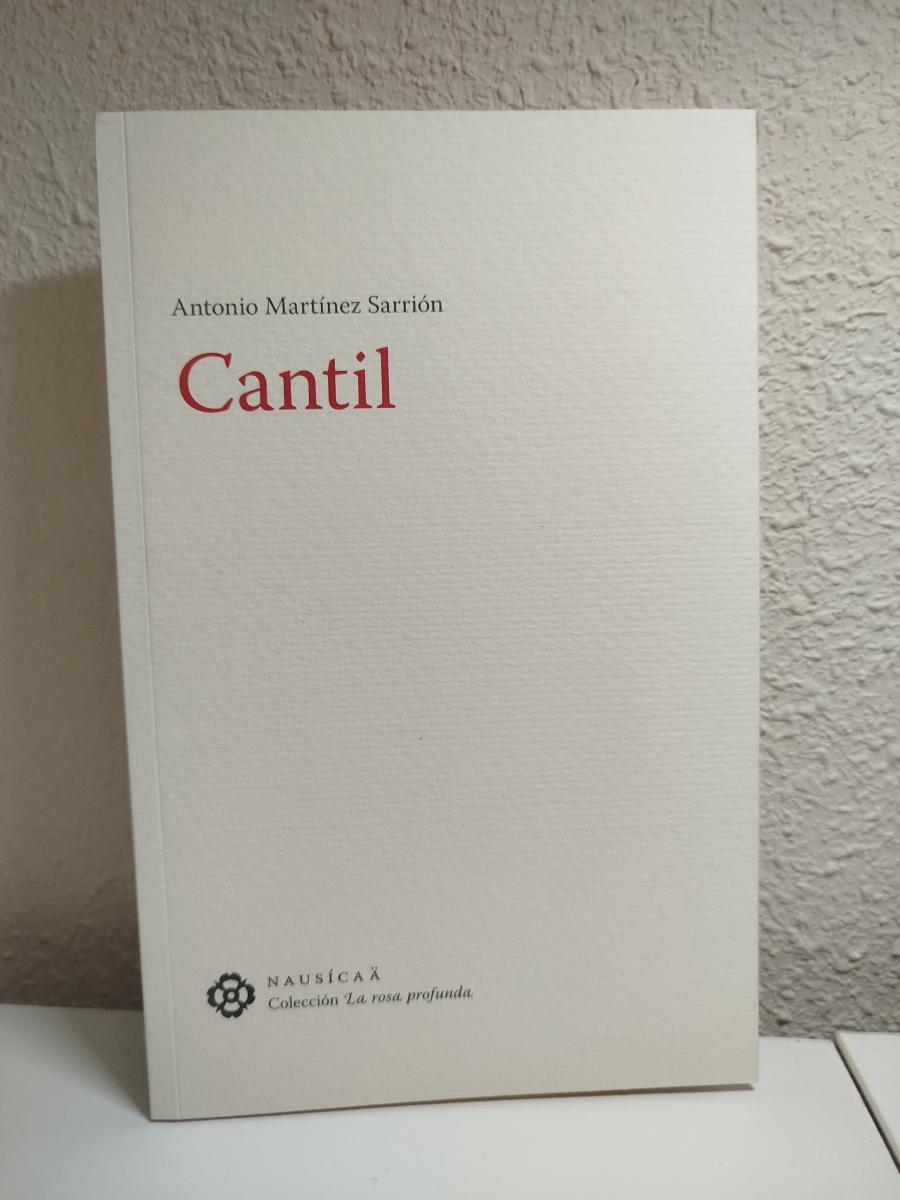 Antonio Martínez Sarrión
Cantil
NAUSÍCAÄ
Colección La rosa profunda